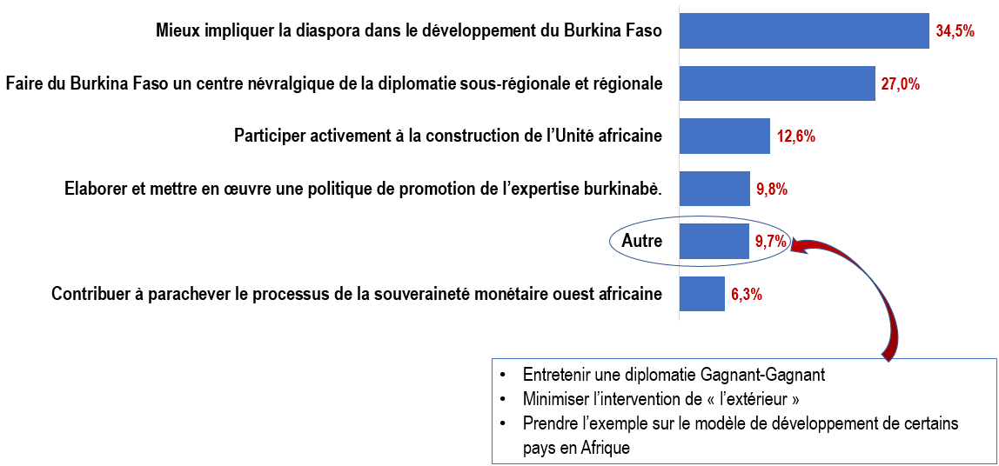 Mieux impliquer la diaspora dans le développement du Burkina Faso
34,5%
Faire du Burkina Faso un centre névralgique de la diplomatie sous-régionale et régionale
27,0%
Participer activement à la construction de l’Unité africaine
12,6%
Elaborer et mettre en œuvre une politique de promotion de l’expertise burkinabè.
9,8%
Autre
9,7%
Contribuer à parachever le processus de la souveraineté monétaire ouest africaine
6,3%
• Entretenir une diplomatie Gagnant-Gagnant
• Minimiser l’intervention de « l’extérieur »
• Prendre l’exemple sur le modèle de développement de certains
pays en Afrique